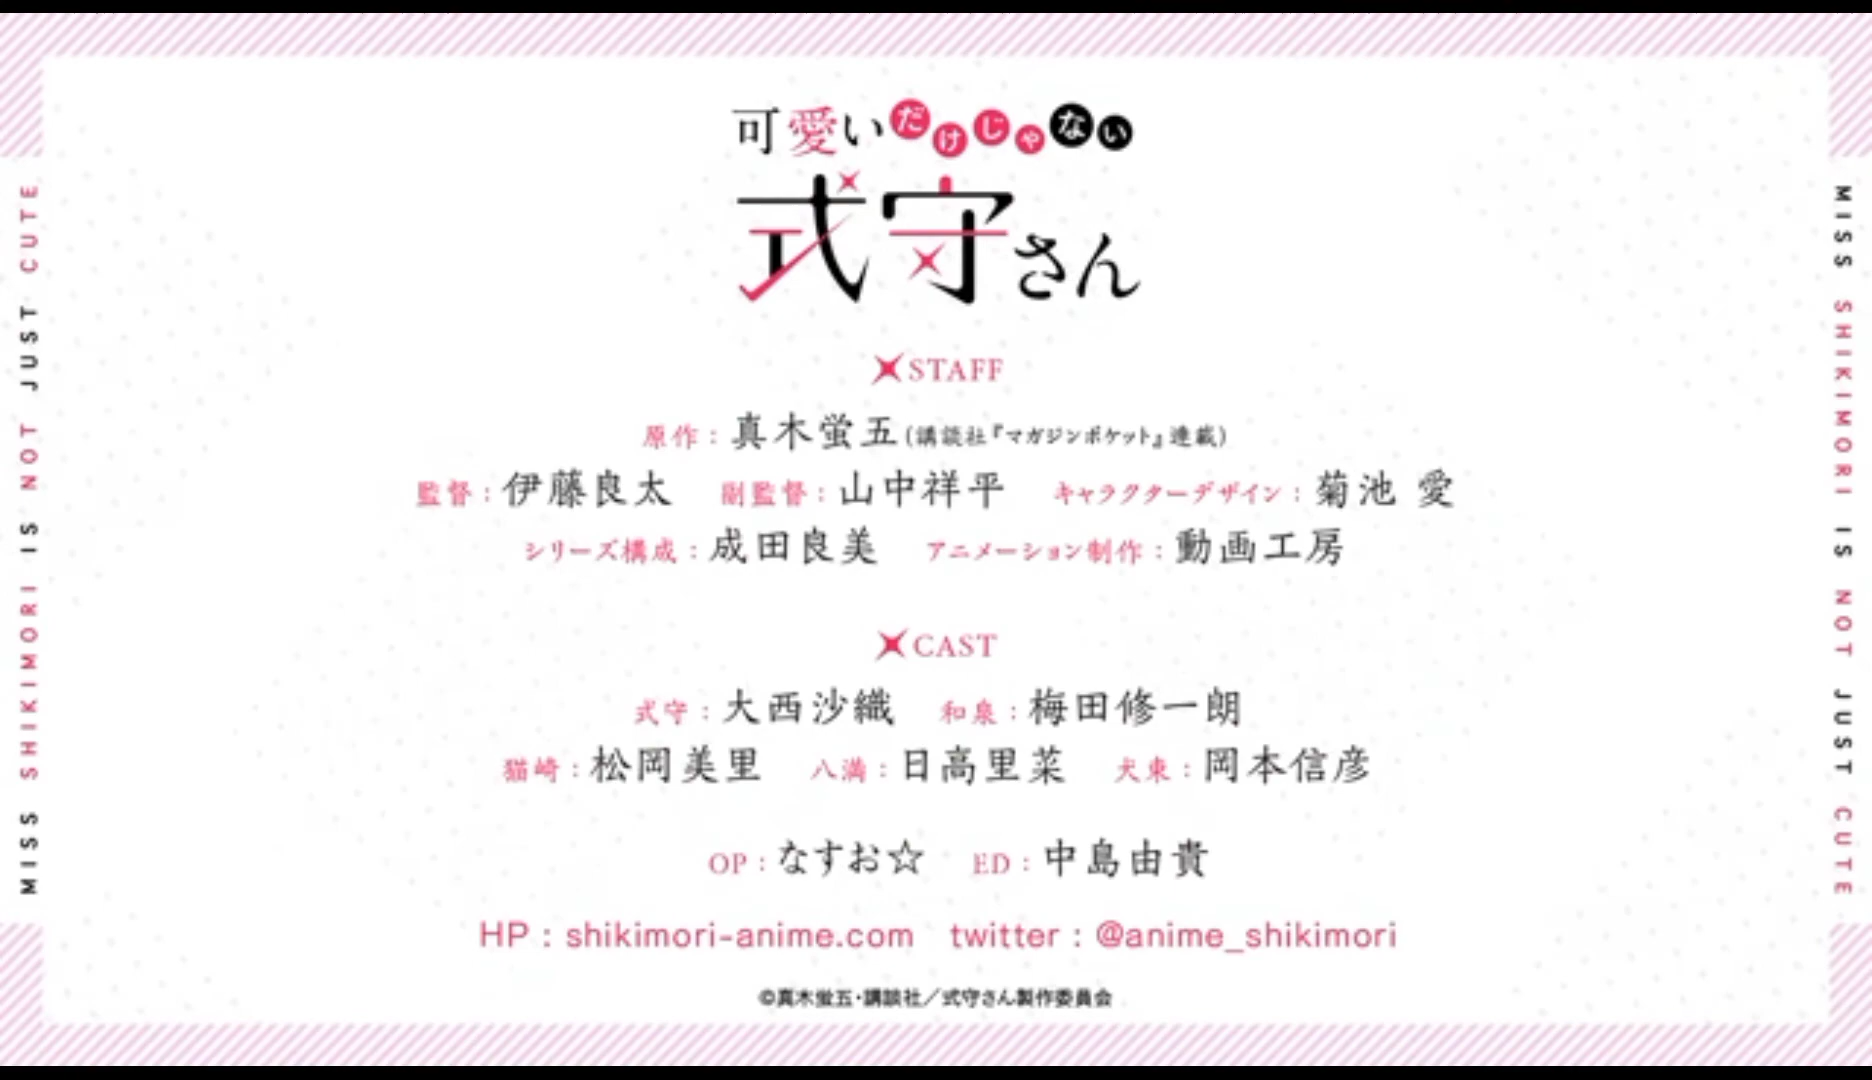 可愛いだけじゃない
式守さん
STAFF
原作：真木蛍五(講談社『マガジンポケット』連載)
監督：伊藤良太　副監督：山中祥平　キャラクターデザイン：菊池 愛
シリーズ構成：成田良美　アニメーション制作：動画工房
CAST
式守：大西沙織　和泉：梅田修一朗
猫崎：松岡美里　八満：日高里菜　犬束：岡本信彦
OP：なすお☆　ED：中島由貴
HP：shikimori-anime.com　twitter：@anime_shikimori
©真木蛍五・講談社／式守さん製作委員会
MISS SHIKIMORI IS NOT JUST CUTE
MISS SHIKIMORI IS NOT JUST CUTE